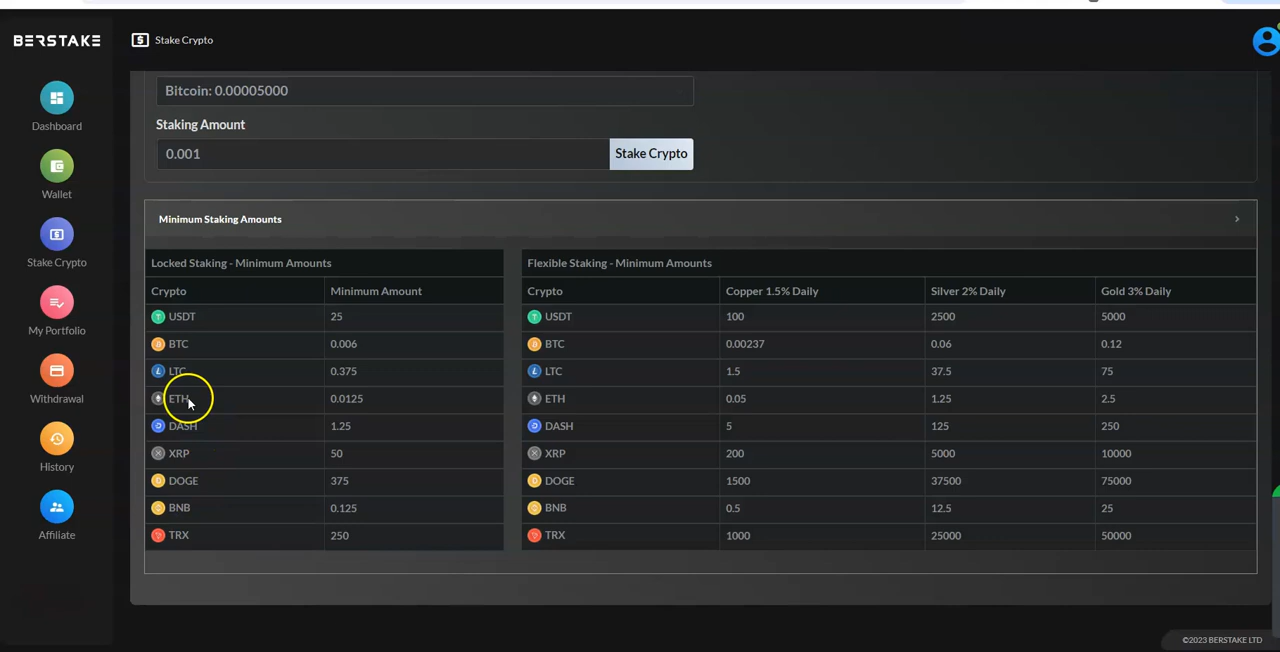 BERSTAKE
Stake Crypto
Dashboard
Wallet
Stake Crypto
My Portfolio
Withdrawal
History
Affiliate
Bitcoin: 0.00005000
Staking Amount
0.001 Stake Crypto
Minimum Staking Amounts
Locked Staking - Minimum Amounts
Crypto Minimum Amount
USDT 25
BTC 0.006
LTC 0.375
ETH 0.0125
DASH 1.25
XRP 50
DOGE 375
BNB 0.125
TRX 250
Flexible Staking - Minimum Amounts
Crypto Copper 1.5% Daily Silver 2% Daily Gold 3% Daily
USDT 100 2500 5000
BTC 0.00237 0.06 0.12
LTC 1.5 37.5 75
ETH 0.05 1.25 2.5
DASH 5 125 250
XRP 200 5000 10000
DOGE 1500 37500 75000
BNB 0.5 12.5 25
TRX 1000 25000 50000
©2023 BERSTAKE LTD